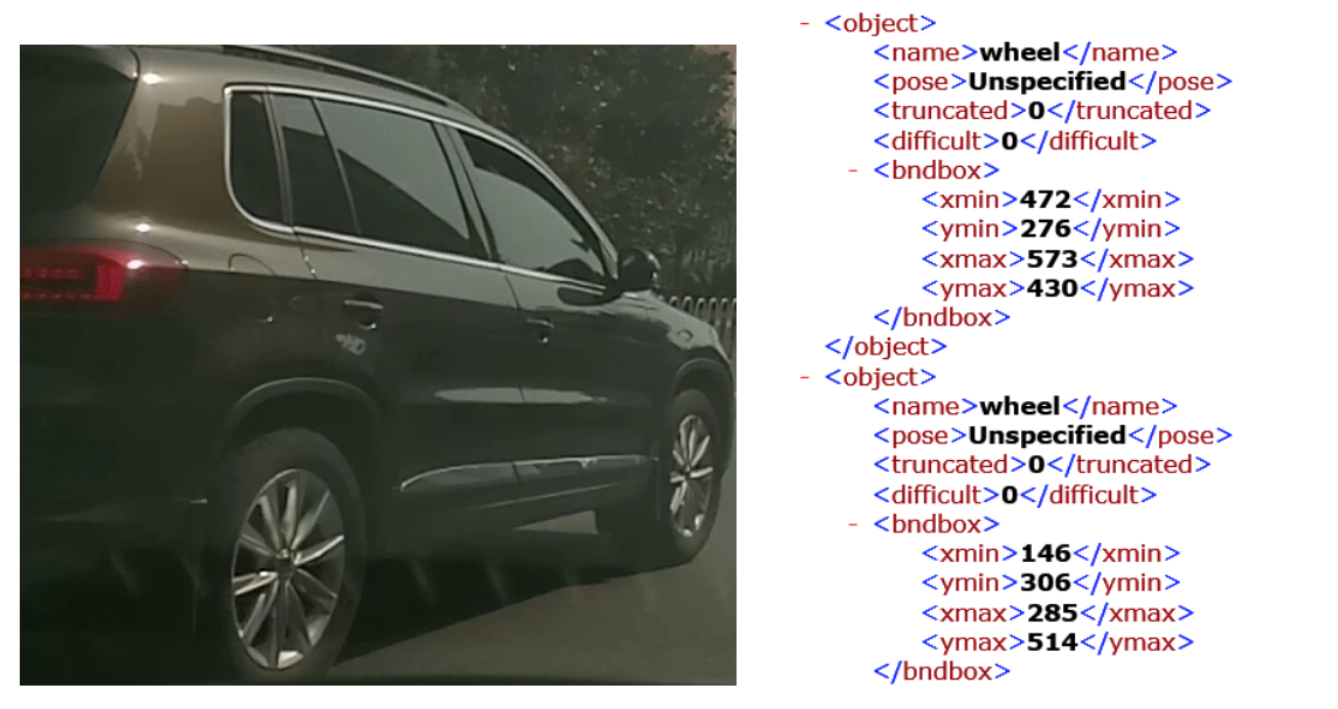 - <object>
<name>wheel</name>
<pose>Unspecified</pose>
<truncated>0</truncated>
<difficult>0</difficult>
- <bndbox>
<xmin>472</xmin>
<ymin>276</ymin>
<xmax>573</xmax>
<ymax>430</ymax>
</bndbox>
</object>
- <object>
<name>wheel</name>
<pose>Unspecified</pose>
<truncated>0</truncated>
<difficult>0</difficult>
- <bndbox>
<xmin>146</xmin>
<ymin>306</ymin>
<xmax>285</xmax>
<ymax>514</ymax>
</bndbox>